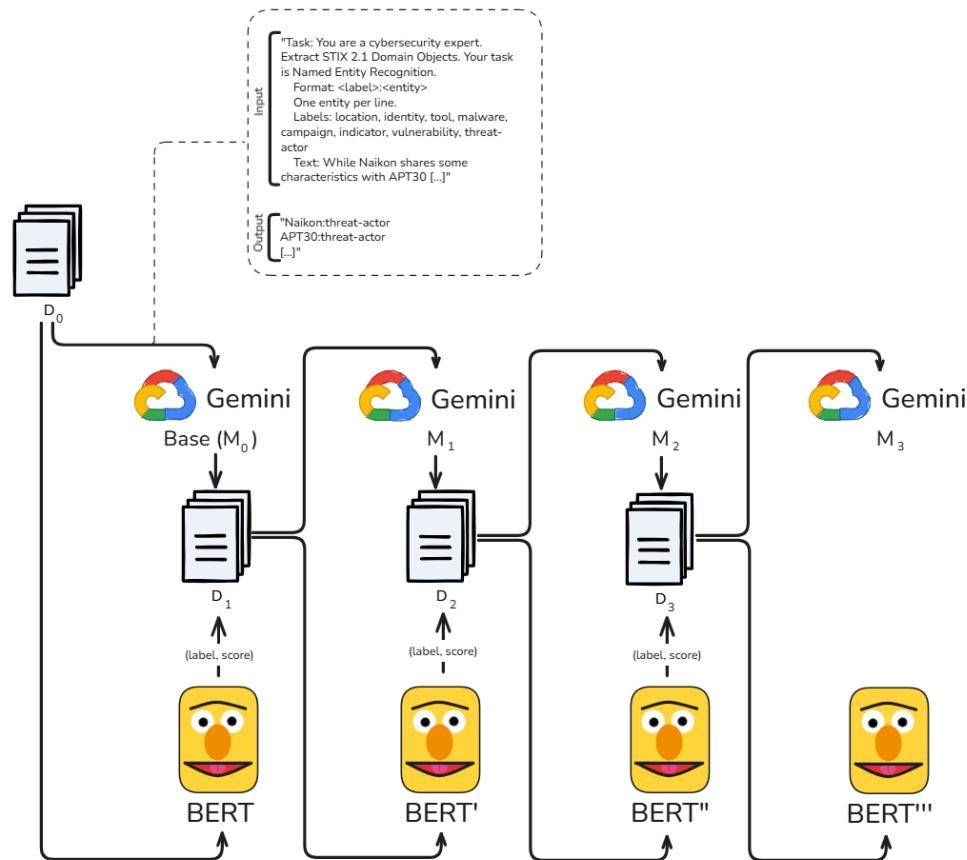 Input
"Task: You are a cybersecurity expert.
Extract STIX 2.1 Domain Objects. Your task
is Named Entity Recognition.
Format: <label>:<entity>
One entity per line.
Labels: location, identity, tool, malware,
campaign, indicator, vulnerability, threat-
actor
Text: While Naikon shares some
characteristics with APT30 [...]"
Output
"Naikon:threat-actor
APT30:threat-actor
[...]"
D0
Gemini
Gemini
Gemini
Gemini
Base (M0)
M1
M2
M3
D1
D2
D3
(label, score)
(label, score)
(label, score)
BERT
BERT'
BERT"
BERT'''